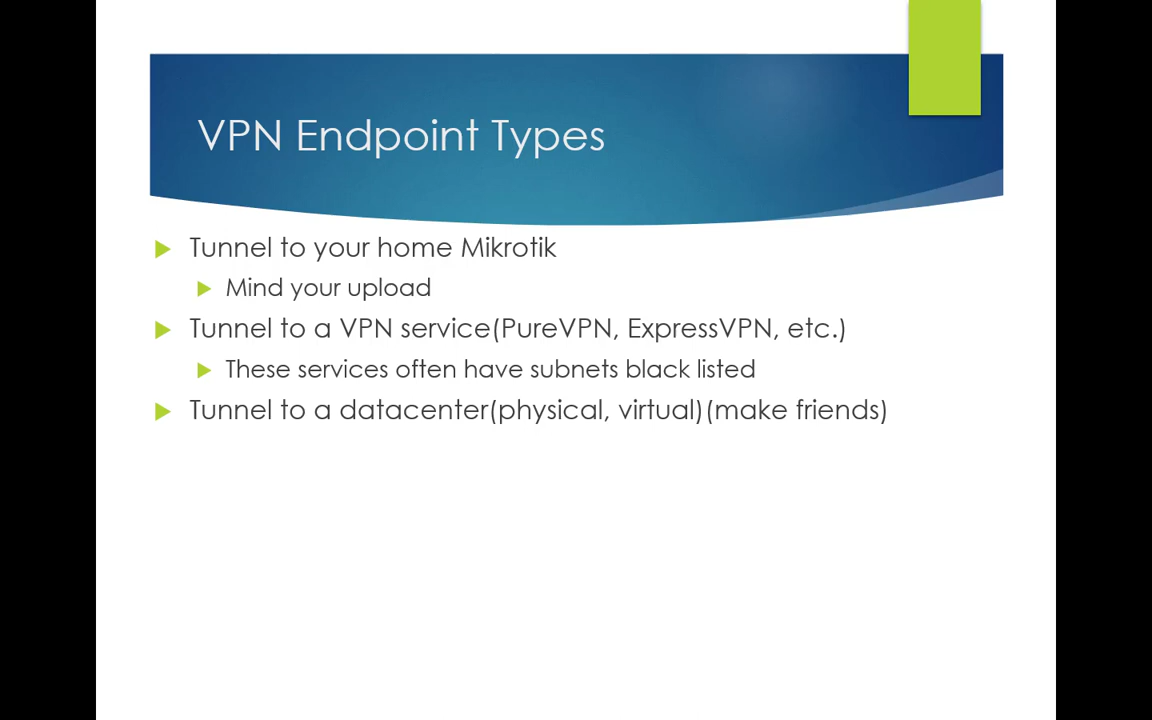 VPN Endpoint Types
Tunnel to your home Mikrotik
Mind your upload
Tunnel to a VPN service(PureVPN, ExpressVPN, etc.)
These services often have subnets black listed
Tunnel to a datacenter(physical, virtual)(make friends)